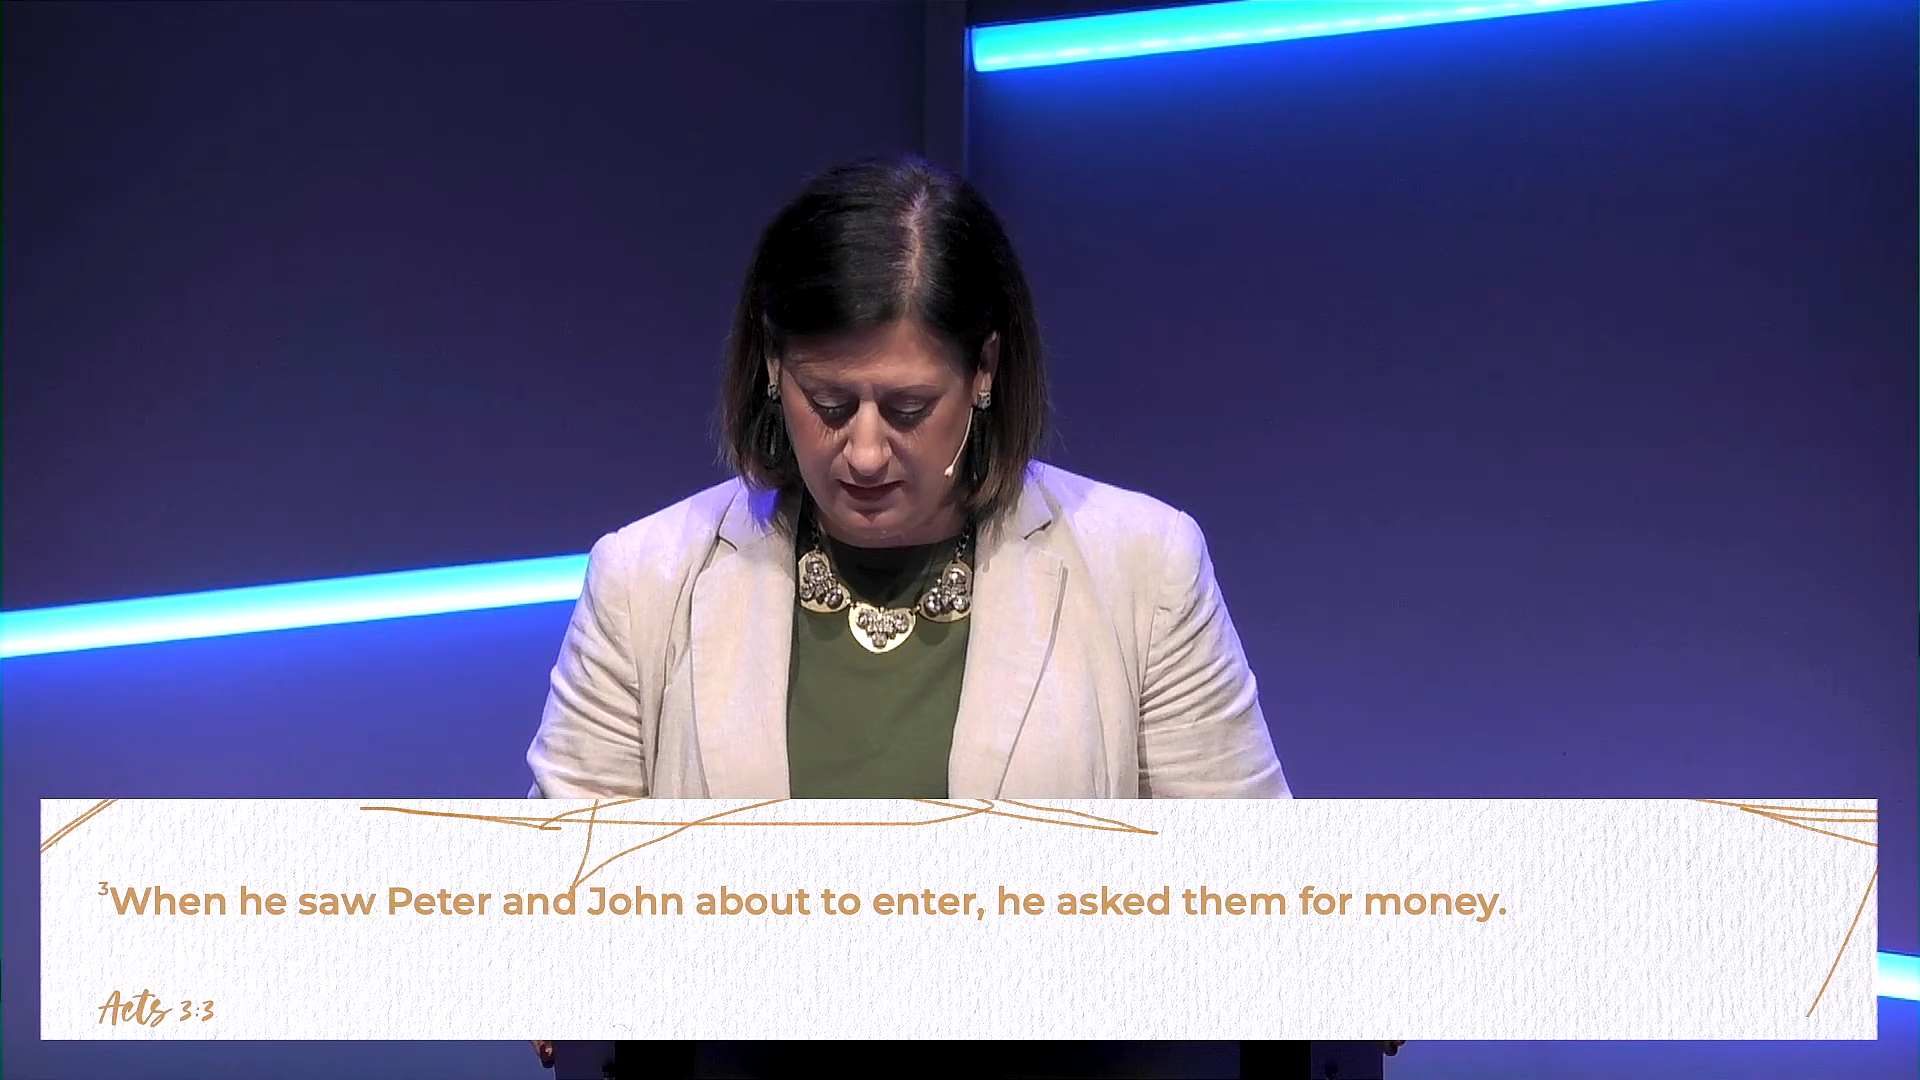 ³When he saw Peter and John about to enter, he asked them for money.
Acts 3:3